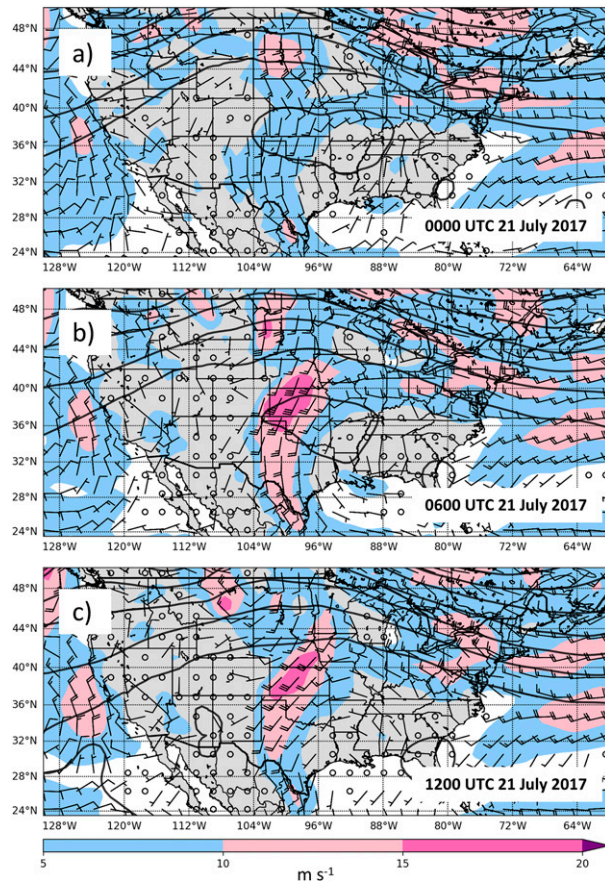 a)
48°N
44°N
40°N
36°N
32°N
28°N
24°N
0000 UTC 21 July 2017
128°W 120°W 112°W 104°W 96°W 88°W 80°W 72°W 64°W
b)
48°N
44°N
40°N
36°N
32°N
28°N
24°N
0600 UTC 21 July 2017
128°W 120°W 112°W 104°W 96°W 88°W 80°W 72°W 64°W
c)
48°N
44°N
40°N
36°N
32°N
28°N
24°N
1200 UTC 21 July 2017
128°W 120°W 112°W 104°W 96°W 88°W 80°W 72°W 64°W
5 10 15 20
m s⁻¹